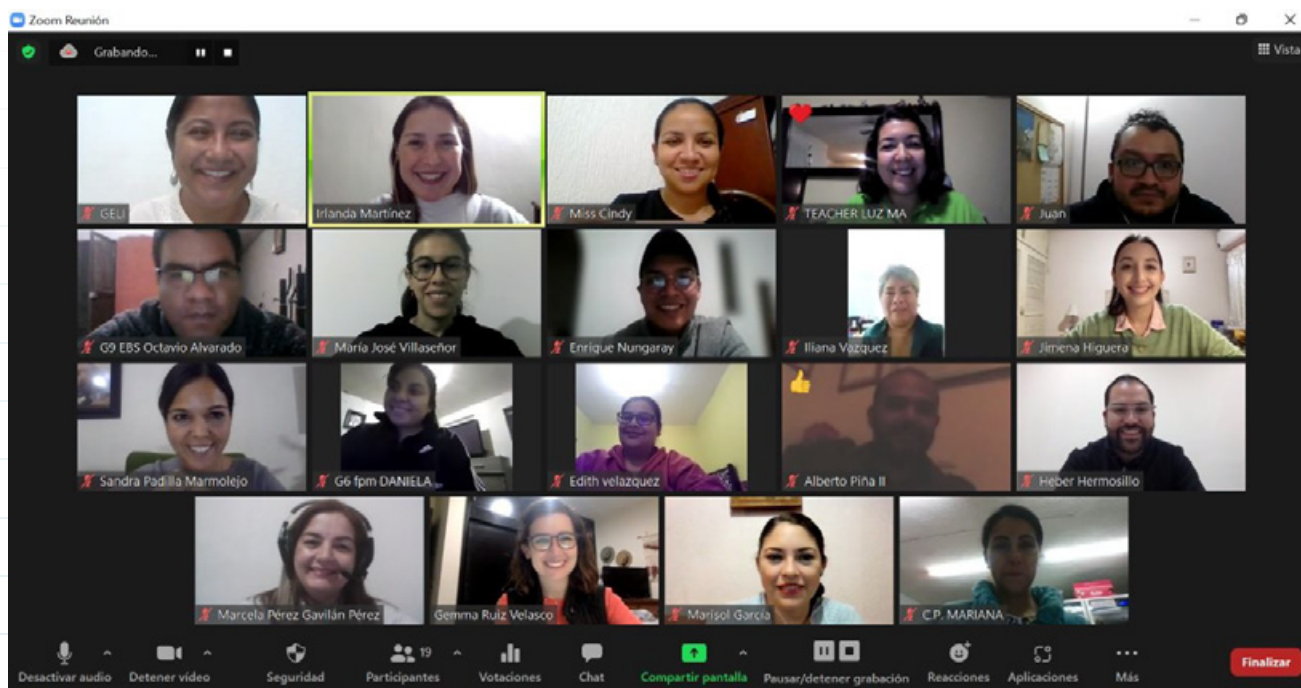 Zoom Reunión
Grabando...
Vista
GELI
Irlanda Martínez
Miss Cindy
TEACHER LUZ MA
Juan
G9 EBS Octavio Alvarado
María José Villaseñor
Enrique Nungaray
Iliana Vazquez
Jimena Higuera
Sandra Padilla Marmolejo
G6 fpm DANIELA
Edith velazquez
Alberto Piña II
Heber Hermosillo
Marcela Pérez Gavilán Pérez
Gemma Ruiz Velasco
Marisol García
C.P. MARIANA
19
Desactivar audio
Detener video
Seguridad
Participantes
Votaciones
Chat
Compartir pantalla
Pausar/detener grabación
Reacciones
Aplicaciones
Más
Finalizar